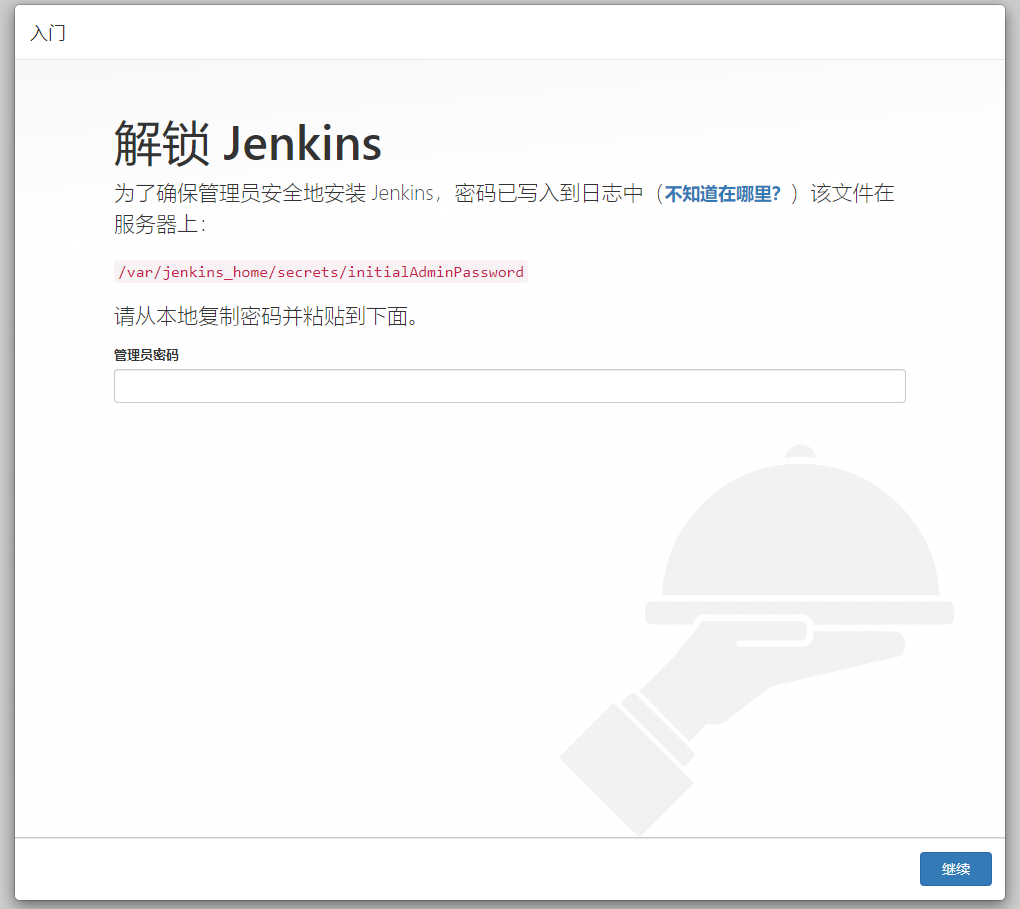 入门
解锁 Jenkins
为了确保管理员安全地安装 Jenkins，密码已写入到日志中（不知道在哪里？）该文件在
服务器上：
/var/jenkins_home/secrets/initialAdminPassword
请从本地复制密码并粘贴到下面。
管理员密码
继续